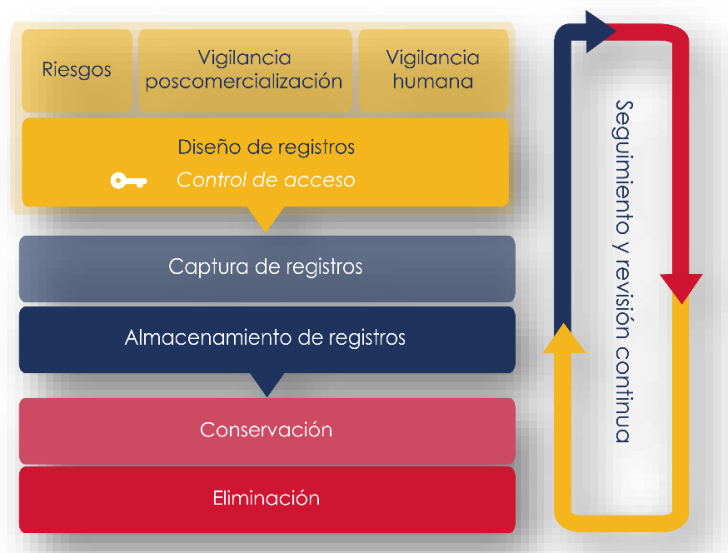 Riesgos
Vigilancia
poscomercialización
Vigilancia
humana
Diseño de registros
Control de acceso
Captura de registros
Almacenamiento de registros
Conservación
Eliminación
Seguimiento y revisión continua